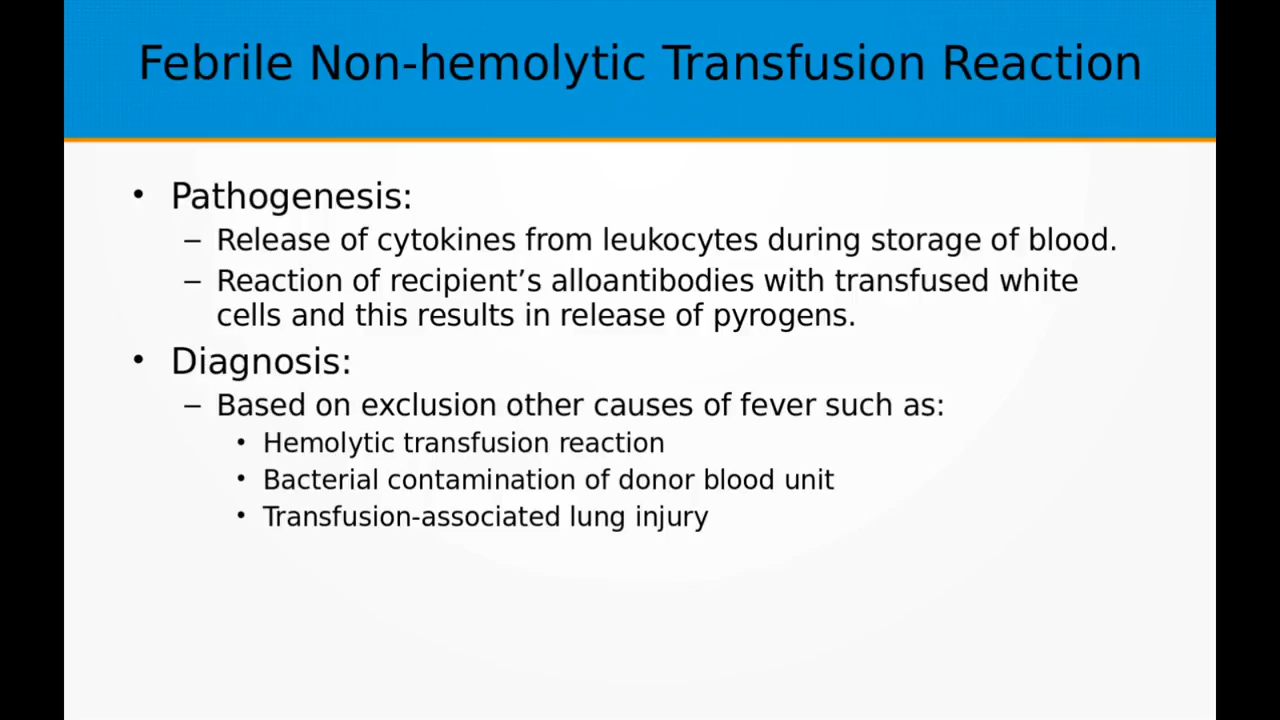 Febrile Non-hemolytic Transfusion Reaction
• Pathogenesis:
– Release of cytokines from leukocytes during storage of blood.
– Reaction of recipient’s alloantibodies with transfused white
cells and this results in release of pyrogens.
• Diagnosis:
– Based on exclusion other causes of fever such as:
• Hemolytic transfusion reaction
• Bacterial contamination of donor blood unit
• Transfusion-associated lung injury